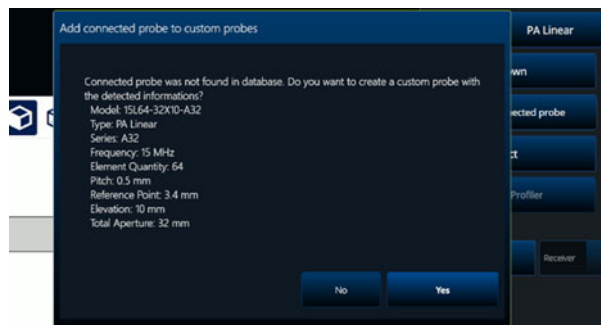 Add connected probe to custom probes
PA Linear
Connected probe was not found in database. Do you want to create a custom probe with
the detected informations?
Model: 15L64-32X10-A32
Type: PA Linear
Series: A32
Frequency: 15 MHz
Element Quantity: 64
Pitch: 0.5 mm
Reference Point: 3.4 mm
Elevation: 10 mm
Total Aperture: 32 mm
No
Yes
wn
ected probe
ct
Profiler
Receiver